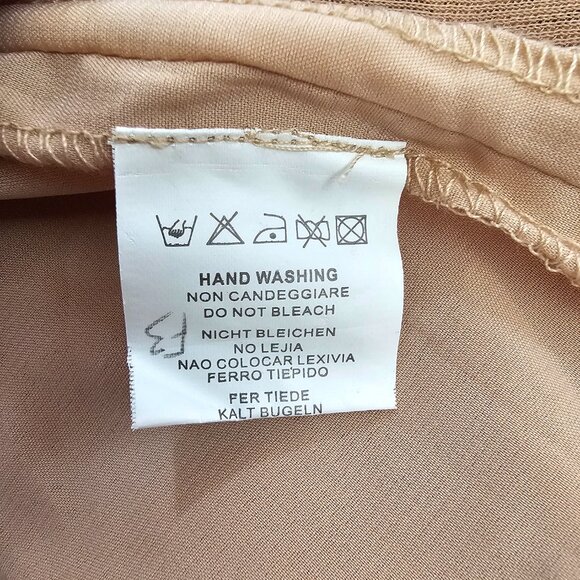 HAND WASHING
NON CANDEGGIARE
DO NOT BLEACH
NICHT BLEICHEN
NO LEJIA
NAO COLOCAR LEXIVIA
FERRO TIEPIDO
FER TIEDE
KALT BUGELN
F3